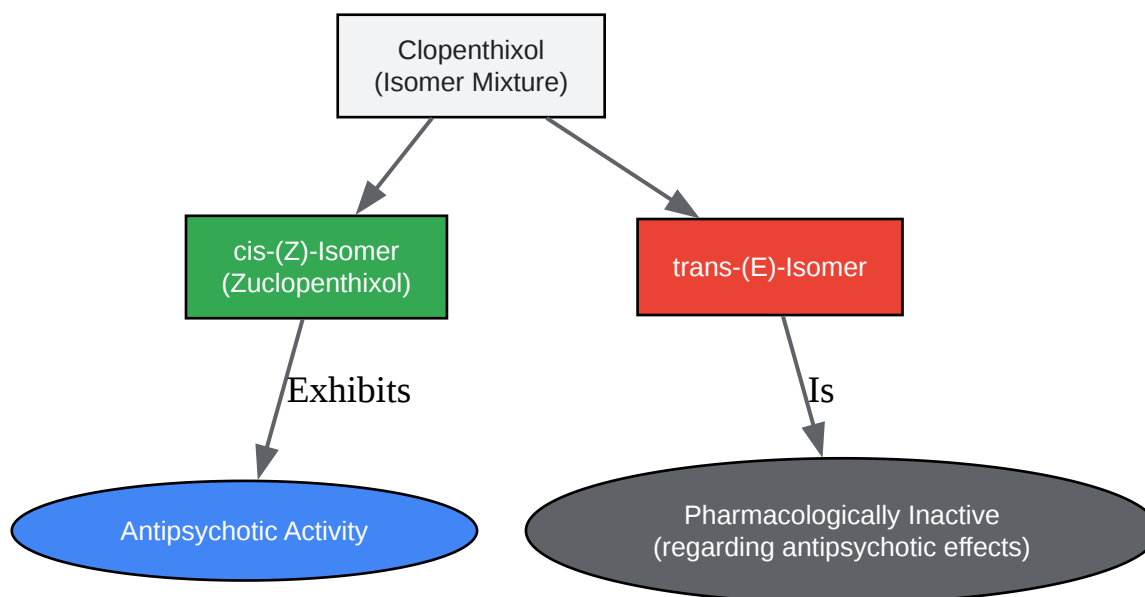 Clopenthixol
(Isomer Mixture)
cis-(Z)-Isomer
(Zuclopenthixol)
trans-(E)-Isomer
Exhibits
Is
Antipsychotic Activity
Pharmacologically Inactive
(regarding antipsychotic effects)